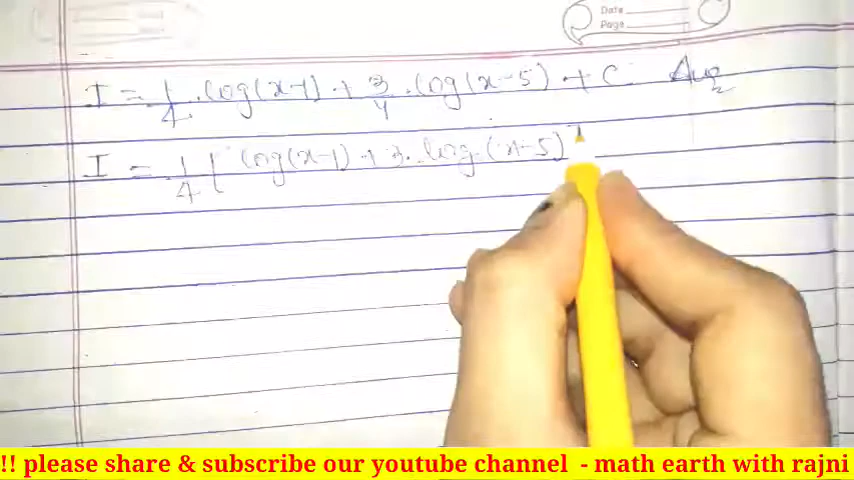 Date
Page
I = 1/4 . log(x-1) + 3/4 . log(x-5) + C Ans
I = 1/4 [ log(x-1) + 3. log (x-5)
!! please share & subscribe our youtube channel - math earth with rajni